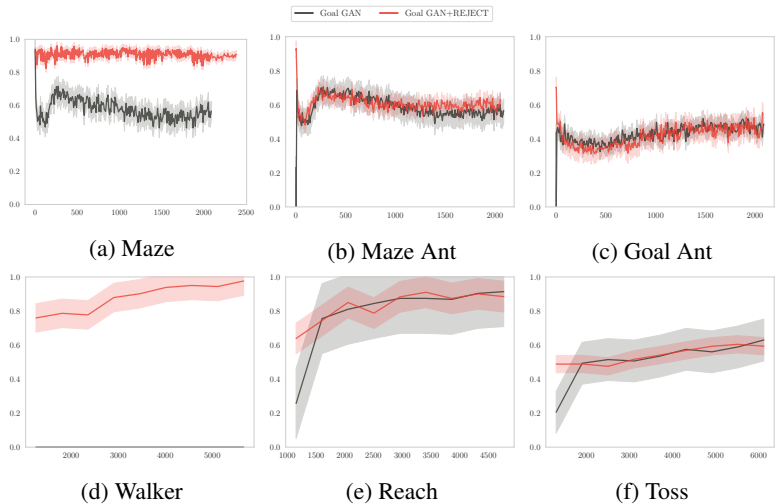 Goal GAN Goal GAN+REJECT
1.0 0.8 0.6 0.4 0.2 0.0
0 500 1000 1500 2000 2500
(a) Maze
1.0 0.8 0.6 0.4 0.2 0.0
0 500 1000 1500 2000
(b) Maze Ant
1.0 0.8 0.6 0.4 0.2 0.0
0 500 1000 1500 2000
(c) Goal Ant
1.0 0.8 0.6 0.4 0.2 0.0
2000 3000 4000 5000
(d) Walker
1.0 0.8 0.6 0.4 0.2 0.0
1000 1500 2000 2500 3000 3500 4000 4500
(e) Reach
1.0 0.8 0.6 0.4 0.2 0.0
2000 3000 4000 5000 6000
(f) Toss